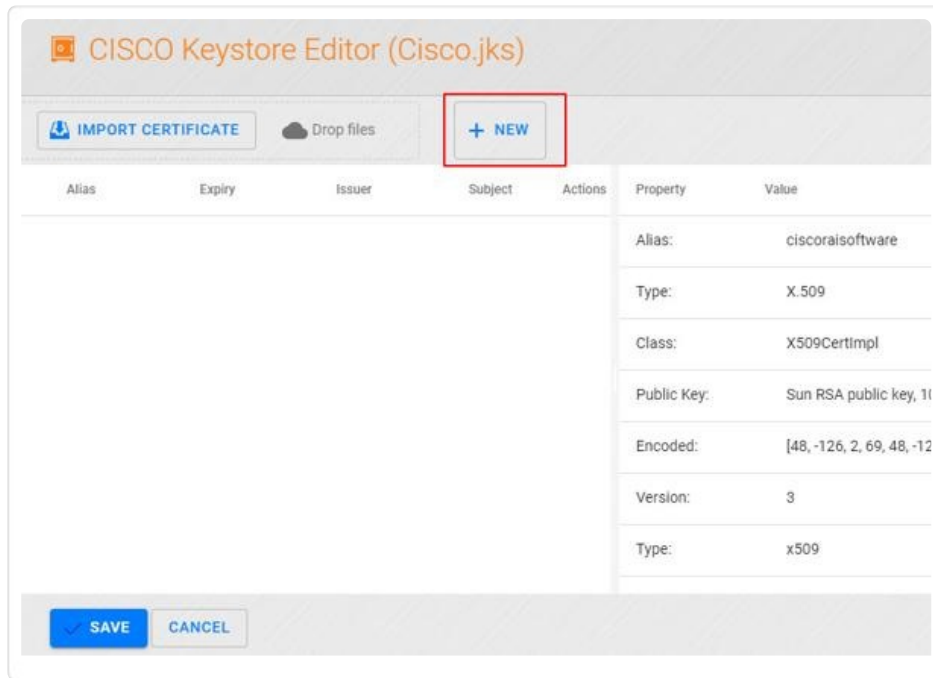 CISCO Keystore Editor (Cisco.jks)
IMPORT CERTIFICATE Drop files + NEW
Alias Expiry Issuer Subject Actions Property Value
Alias: ciscoraisoftware
Type: X.509
Class: X509CertImpl
Public Key: Sun RSA public key, 10
Encoded: [48, -126, 2, 69, 48, -12
Version: 3
Type: x509
SAVE CANCEL